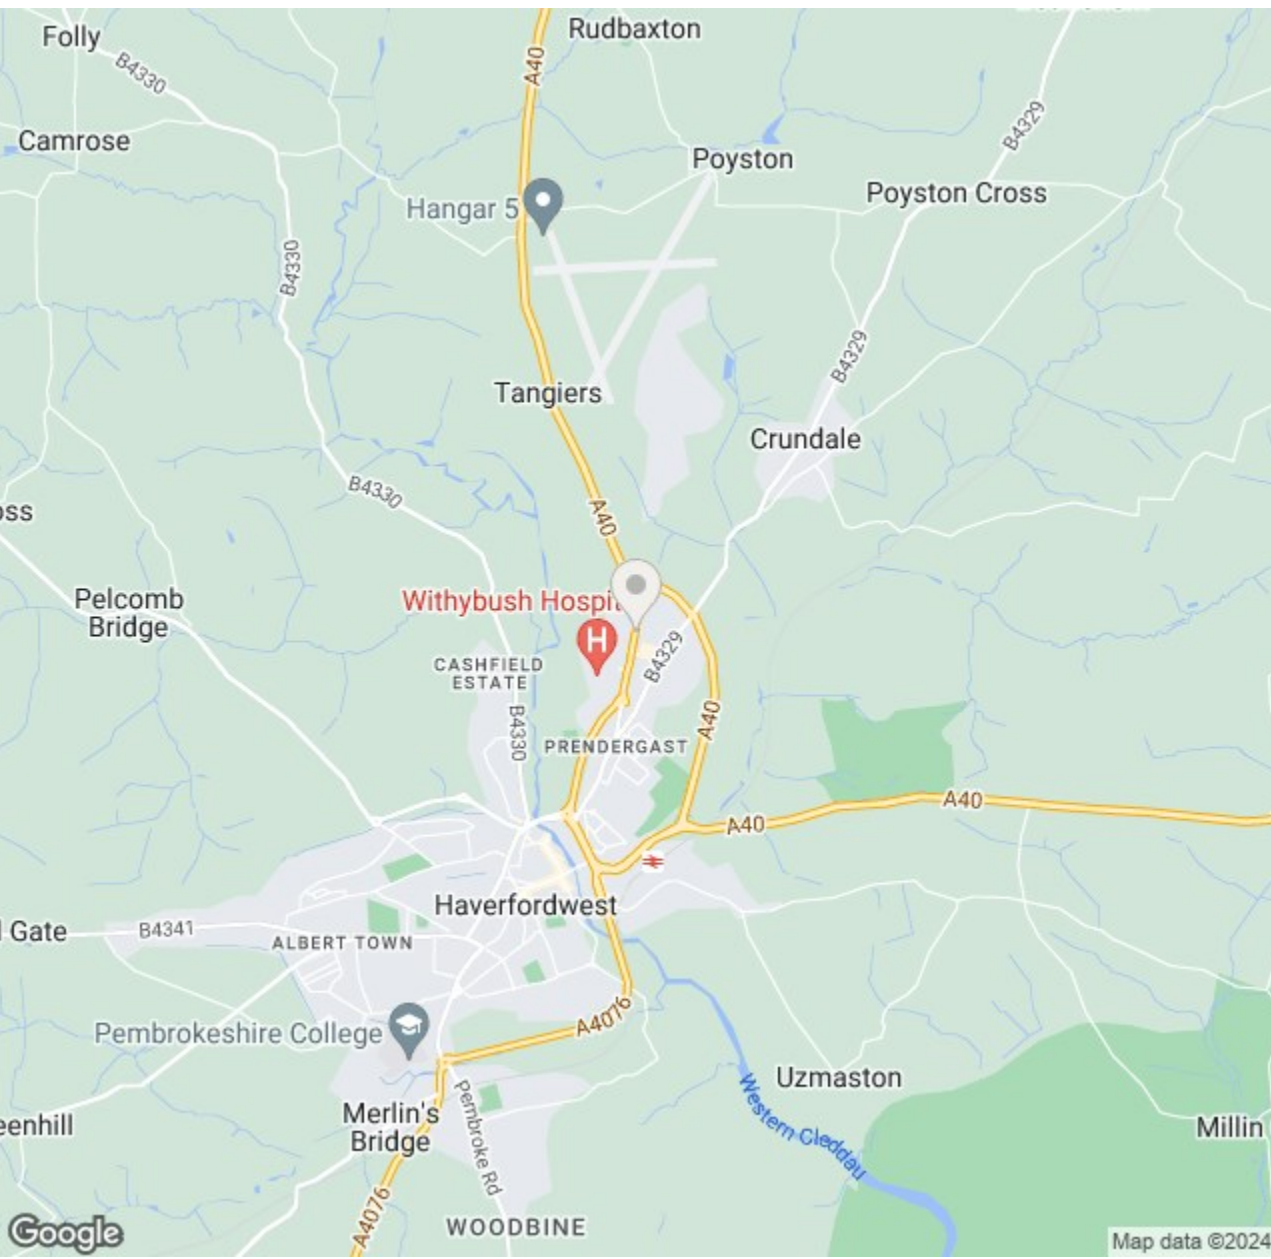 Folly
Rudbaxton
B4330
A40
Camrose
B4329
Poyston
Poyston Cross
Hangar 5
B4330
B4329
Tangiers
Crundale
B4330
oss
A40
Pelcomb
Bridge
Withybush Hospit
H
CASHFIELD
ESTATE
B4329
B4330
A40
PRENDERGAST
A40
A40
Haverfordwest
l Gate
B4341
ALBERT TOWN
Pembrokeshire College
A4076
Uzmaston
Western Cleddau
Merlin's
Bridge
Pembroke Rd
eenhill
Millin
A4076
WOODBINE
Google
Map data ©2024